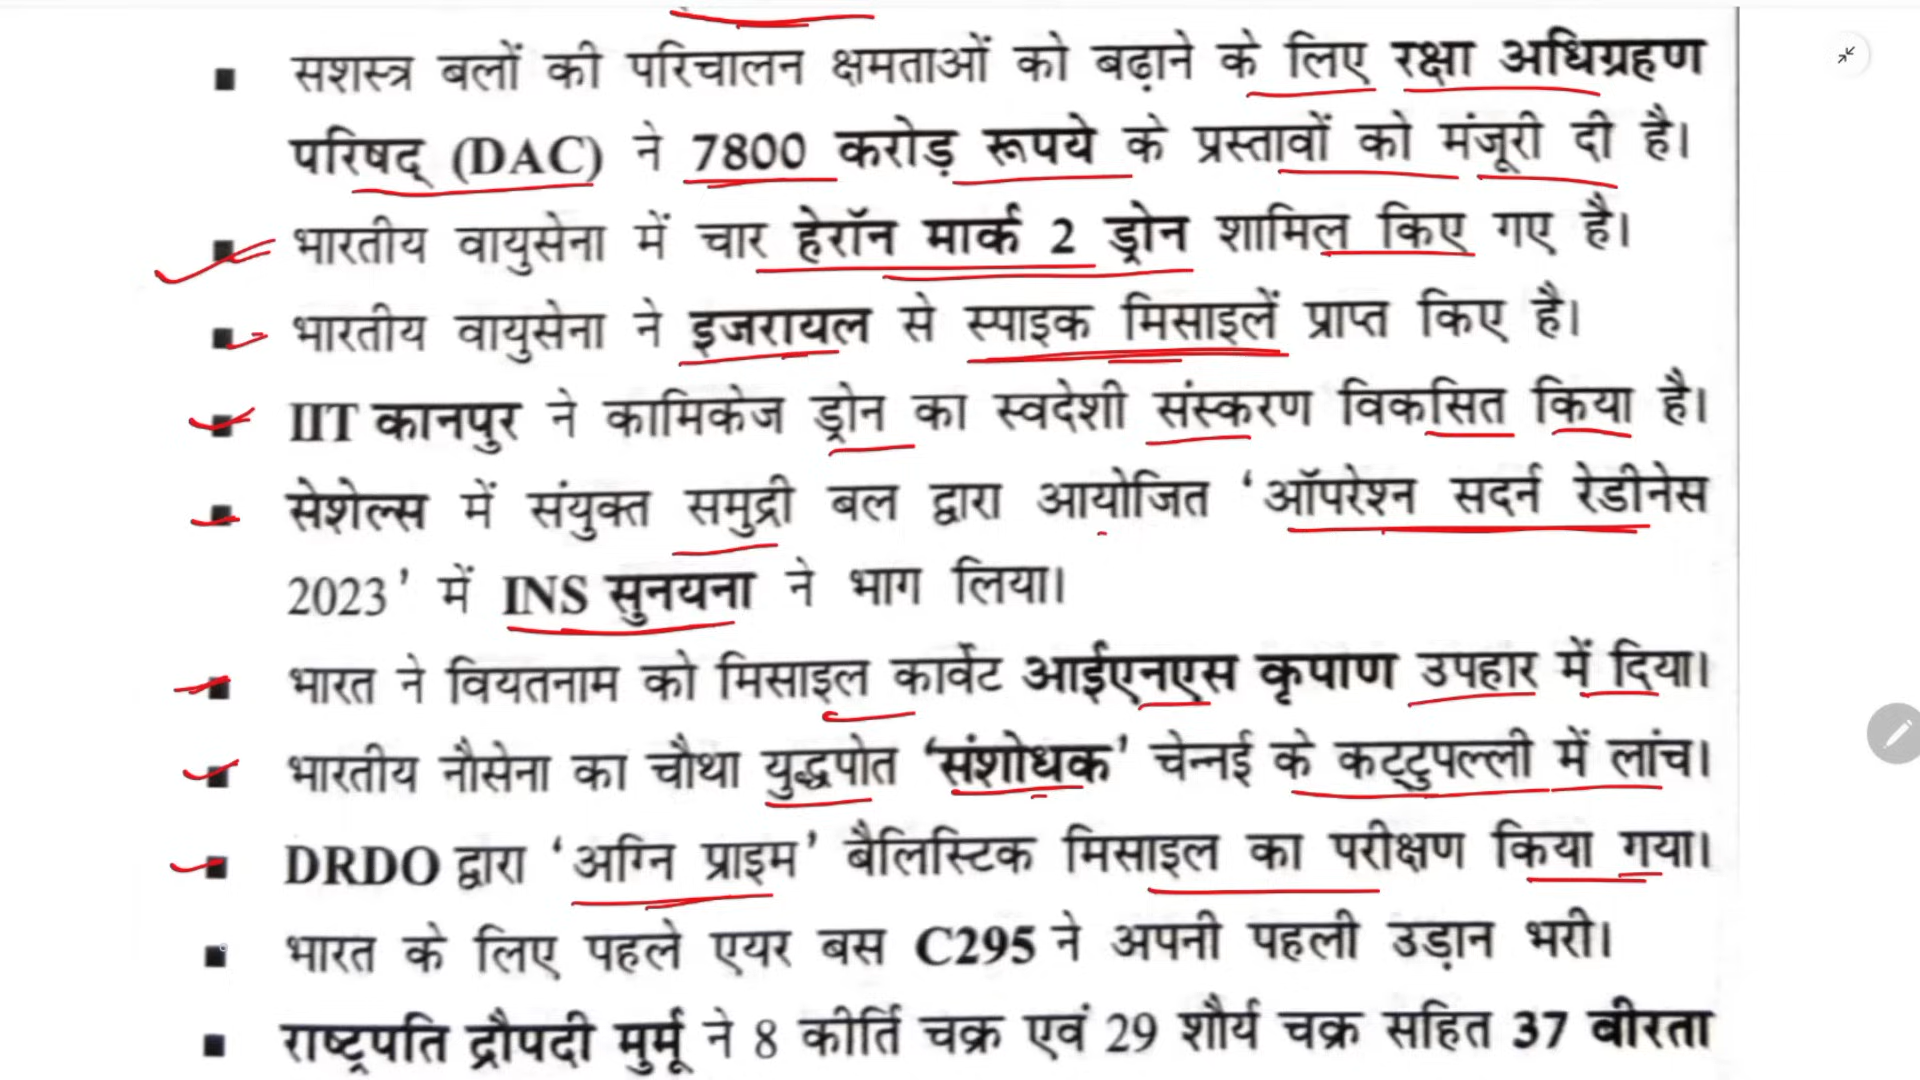 ■ सशस्त्र बलों की परिचालन क्षमताओं को बढ़ाने के लिए रक्षा अधिग्रहण
परिषद् (DAC) ने 7800 करोड़ रूपये के प्रस्तावों को मंजूरी दी है।
■ भारतीय वायुसेना में चार हेरॉन मार्क 2 ड्रोन शामिल किए गए है।
■ भारतीय वायुसेना ने इजरायल से स्पाइक मिसाइलें प्राप्त किए है।
■ IIT कानपुर ने कामिकेज ड्रोन का स्वदेशी संस्करण विकसित किया है।
■ सेशेल्स में संयुक्त समुद्री बल द्वारा आयोजित ‘ऑपरेश्न सदर्न रेडीनेस
2023’ में INS सुनयना ने भाग लिया।
■ भारत ने वियतनाम को मिसाइल कार्वेट आईएनएस कृपाण उपहार में दिया।
■ भारतीय नौसेना का चौथा युद्धपोत ‘संशोधक’ चेन्नई के कट्टुपल्ली में लांच।
■ DRDO द्वारा ‘अग्नि प्राइम’ बैलिस्टिक मिसाइल का परीक्षण किया गया।
■ भारत के लिए पहले एयर बस C295 ने अपनी पहली उड़ान भरी।
■ राष्ट्रपति द्रौपदी मुर्मू ने 8 कीर्ति चक्र एवं 29 शौर्य चक्र सहित 37 वीरता